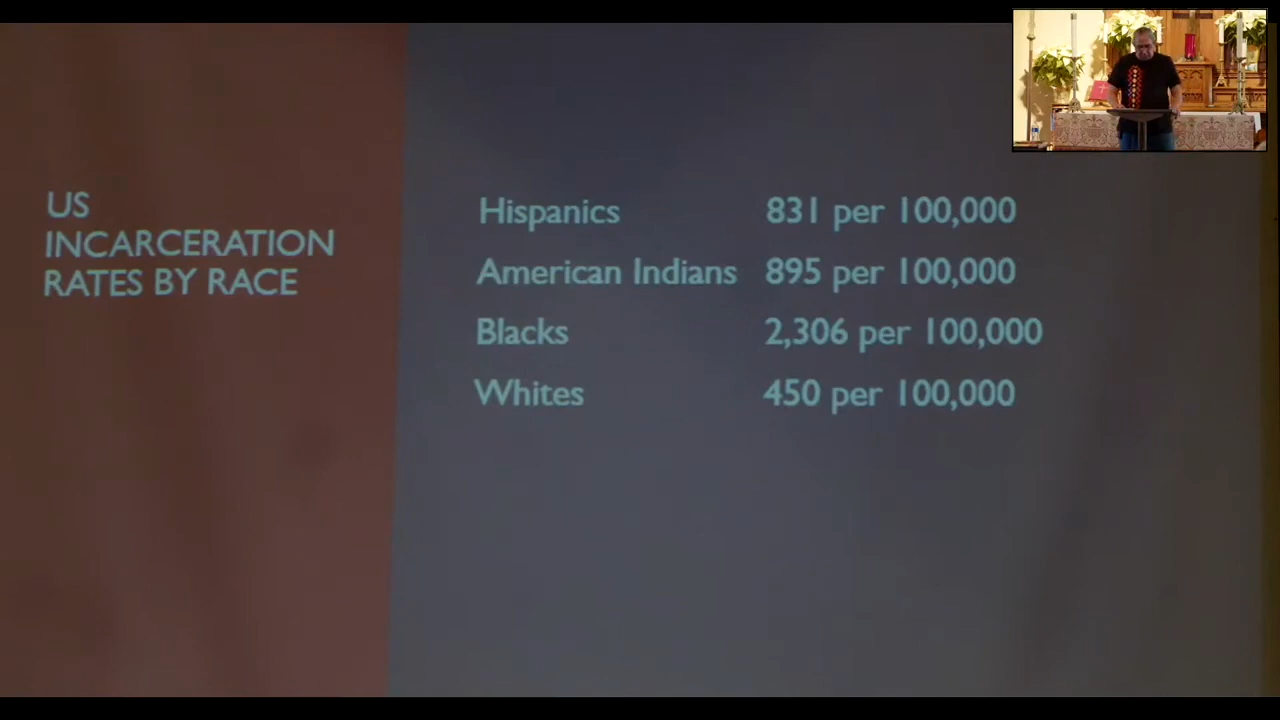 US
INCARCERATION
RATES BY RACE
Hispanics 831 per 100,000
American Indians 895 per 100,000
Blacks 2,306 per 100,000
Whites 450 per 100,000